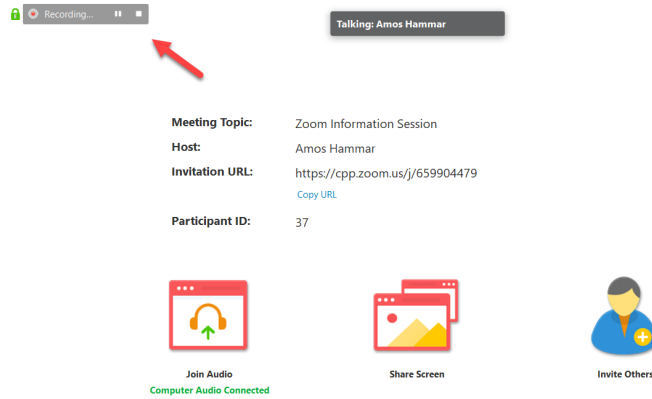 Recording...
Talking: Amos Hammar
Meeting Topic: Zoom Information Session
Host: Amos Hammar
Invitation URL: https://cpp.zoom.us/j/659904479
Copy URL
Participant ID: 37
Join Audio Share Screen Invite Others
Computer Audio Connected